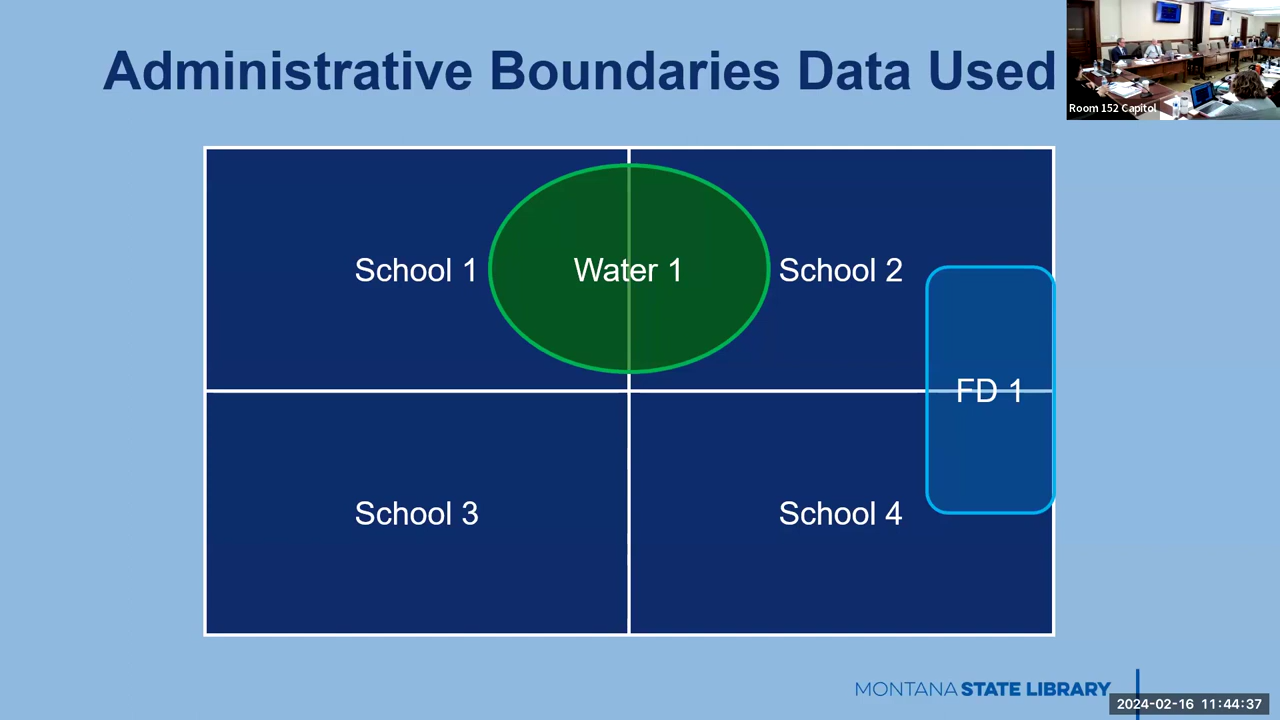 Administrative Boundaries Data Used
Room 152 Capitol
School 1
Water 1
School 2
FD 1
School 3
School 4
MONTANA STATE LIBRARY
2024-02-16 11:44:37